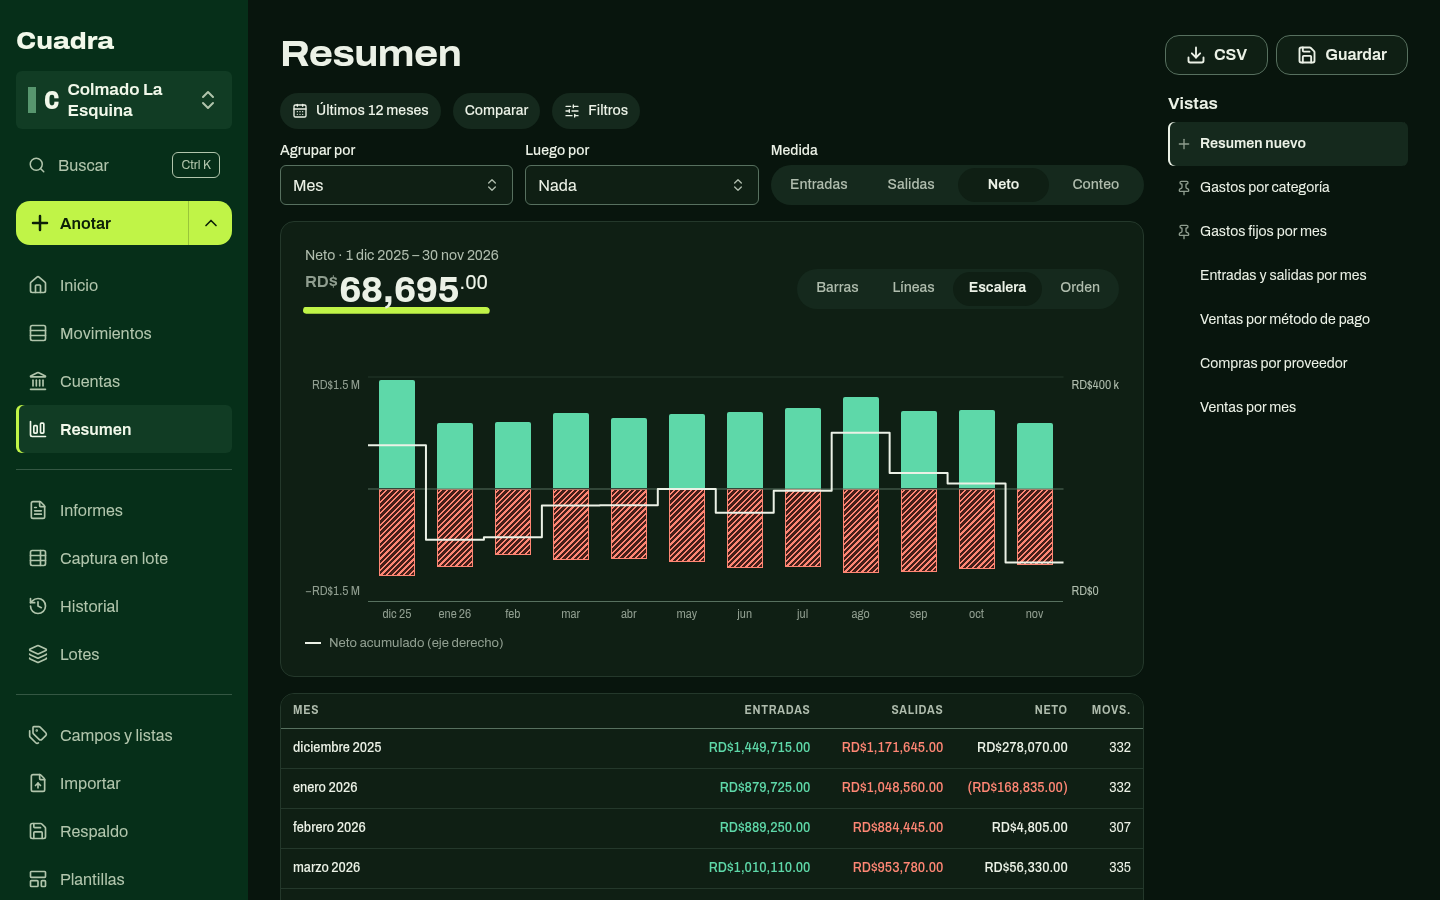 Cuadra
C
Colmado La
Esquina
Buscar
Ctrl K
Anotar
Inicio
Movimientos
Cuentas
Resumen
Informes
Captura en lote
Historial
Lotes
Campos y listas
Importar
Respaldo
Plantillas
Resumen
CSV
Guardar
Últimos 12 meses
Comparar
Filtros
Agrupar por
Mes
Luego por
Nada
Medida
Entradas
Salidas
Neto
Conteo
Neto · 1 dic 2025 – 30 nov 2026
RD$68,695.00
Barras
Líneas
Escalera
Orden
RD$1.5 M
RD$400 k
−RD$1.5 M
RD$0
dic 25
ene 26
feb
mar
abr
may
jun
jul
ago
sep
oct
nov
Neto acumulado (eje derecho)
MES ENTRADAS SALIDAS NETO MOVS.
diciembre 2025 RD$1,449,715.00 RD$1,171,645.00 RD$278,070.00 332
enero 2026 RD$879,725.00 RD$1,048,560.00 (RD$168,835.00) 332
febrero 2026 RD$889,250.00 RD$884,445.00 RD$4,805.00 307
marzo 2026 RD$1,010,110.00 RD$953,780.00 RD$56,330.00 335
Vistas
Resumen nuevo
Gastos por categoría
Gastos fijos por mes
Entradas y salidas por mes
Ventas por método de pago
Compras por proveedor
Ventas por mes